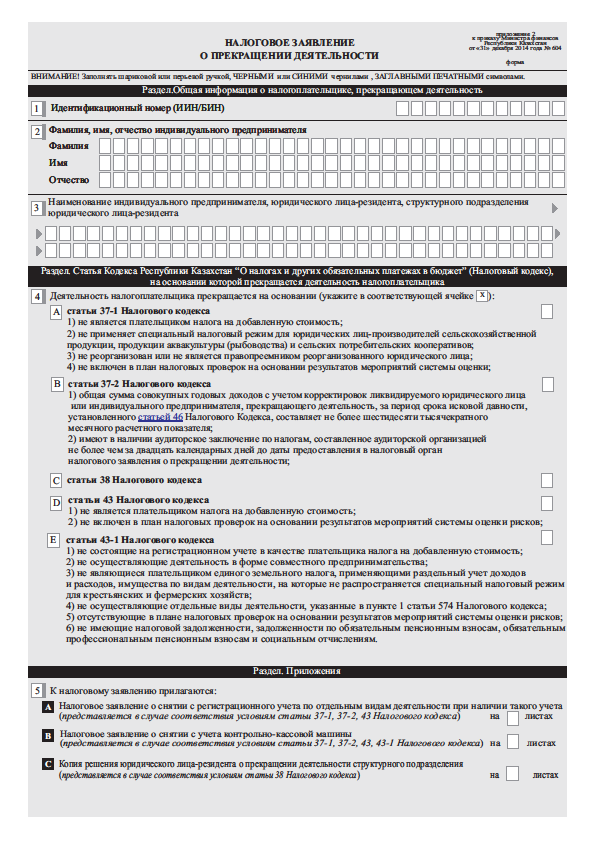 приложение 2
к приказу Министра финансов
Республики Казахстан
от «31» декабря 2014 года № 604
форма
НАЛОГОВОЕ ЗАЯВЛЕНИЕ
О ПРЕКРАЩЕНИИ ДЕЯТЕЛЬНОСТИ
ВНИМАНИЕ! Заполнять шариковой или перьевой ручкой, ЧЕРНЫМИ или СИНИМИ чернилами , ЗАГЛАВНЫМИ ПЕЧАТНЫМИ символами.
Раздел.Общая информация о налогоплательщике, прекращающем деятельность
1 Идентификационный номер (ИИН/БИН)
2 Фамилия, имя, отчество индивидуального предпринимателя
Фамилия
Имя
Отчество
3 Наименование индивидуального предпринимателя, юридического лица-резидента, структурного подразделения
юридического лица-резидента
Раздел. Статья Кодекса Республики Казахстан “О налогах и других обязательных платежах в бюджет” (Налоговый кодекс),
на основании которой прекращается деятельность налогоплательщика
4 Деятельность налогоплательщика прекращается на основании (укажите в соответствующей ячейке X ):
A статьи 37-1 Налогового кодекса
1) не является плательщиком налога на добавленную стоимость;
2) не применяет специальный налоговый режим для юридических лиц-производителей сельскохозяйственной
продукции, продукции аквакультуры (рыбоводства) и сельских потребительских кооперативов;
3) не реорганизован или не является правопреемником реорганизованного юридического лица;
4) не включен в план налоговых проверок на основании результатов мероприятий системы оценки;
B статьи 37-2 Налогового кодекса
1) общая сумма совокупных годовых доходов с учетом корректировок ликвидируемого юридического лица
или индивидуального предпринимателя, прекращающего деятельность, за период срока исковой давности,
установленного статьей 46 Налогового Кодекса, составляет не более шестидесяти тысячекратного
месячного расчетного показателя;
2) имеют в наличии аудиторское заключение по налогам, составленное аудиторской организацией
не более чем за двадцать календарных дней до даты предоставления в налоговый орган
налогового заявления о прекращении деятельности;
C статьи 38 Налогового кодекса
D статьи 43 Налогового кодекса
1) не является плательщиком налога на добавленную стоимость;
2) не включен в план налоговых проверок на основании результатов мероприятий системы оценки рисков;
E статьи 43-1 Налогового кодекса
1) не состоящие на регистрационном учете в качестве плательщика налога на добавленную стоимость;
2) не осуществляющие деятельность в форме совместного предпринимательства;
3) не являющиеся плательщиком единого земельного налога, применяющими раздельный учет доходов
и расходов, имущества по видам деятельности, на которые не распространяется специальный налоговый режим
для крестьянских и фермерских хозяйств;
4) не осуществляющие отдельные виды деятельности, указанные в пункте 1 статьи 574 Налогового кодекса;
5) отсутствующие в плане налоговых проверок на основании результатов мероприятий системы оценки рисков;
6) не имеющие налоговой задолженности, задолженности по обязательным пенсионным взносам, обязательным
профессиональным пенсионным взносам и социальным отчислениям.
Раздел. Приложения
5 К налоговому заявлению прилагаются:
A Налоговое заявление о снятии с регистрационного учета по отдельным видам деятельности при наличии такого учета
(представляется в случае соответствия условиям статьи 37-1, 37-2, 43 Налогового кодекса) на листах
B Налоговое заявление о снятии с учета контрольно-кассовой машины
(представляется в случае соответствия условиям статьи 37-1, 37-2, 43, 43-1 Налогового кодекса) на листах
C Копия решения юридического лица-резидента о прекращении деятельности структурного подразделения
(представляется в случае соответствия условиям статьи 38 Налогового кодекса) на листах